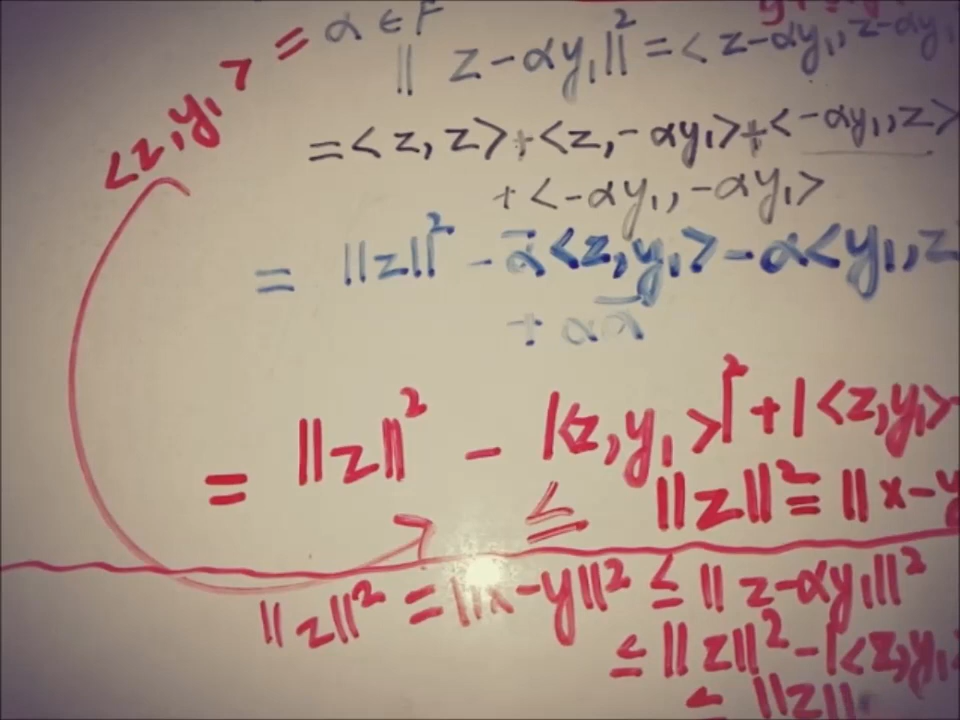 <z,y₁> = α ∈ F
‖z-αy₁‖² = <z-αy₁, z-αy₁
= <z,z> + <z,-αy₁> + <-αy₁,z>
+ <-αy₁,-αy₁>
= ‖z‖² - ᾱ<z,y₁> - α<y₁,z
+ αᾱ
= ‖z‖² - |<z,y₁>|² + |<z,y₁>-
≤ ‖z‖² = ‖x-y
‖z‖² = ‖x-y‖² ≤ ‖z-αy₁‖²
≤ ‖z‖² - |<z,y₁>
≤ ‖z‖